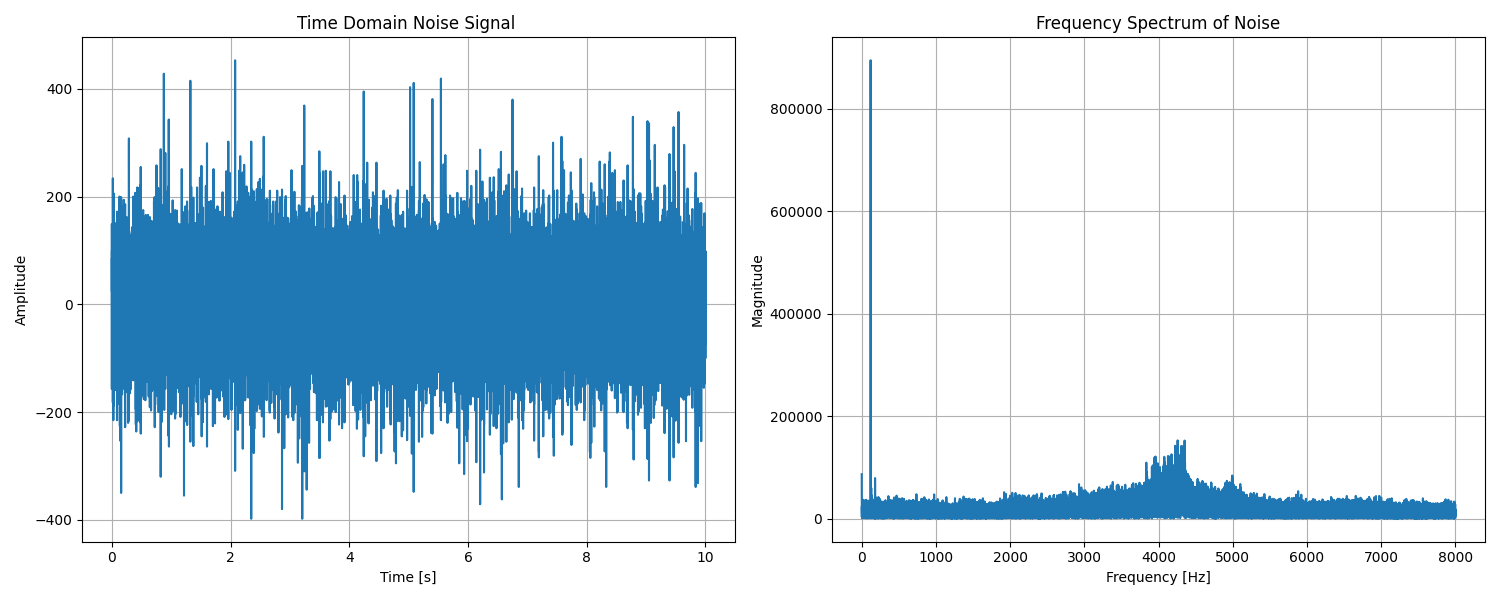 Time Domain Noise Signal
Amplitude
400
200
0
−200
−400
0 2 4 6 8 10
Time [s]
Frequency Spectrum of Noise
Magnitude
800000
600000
400000
200000
0
0 1000 2000 3000 4000 5000 6000 7000 8000
Frequency [Hz]